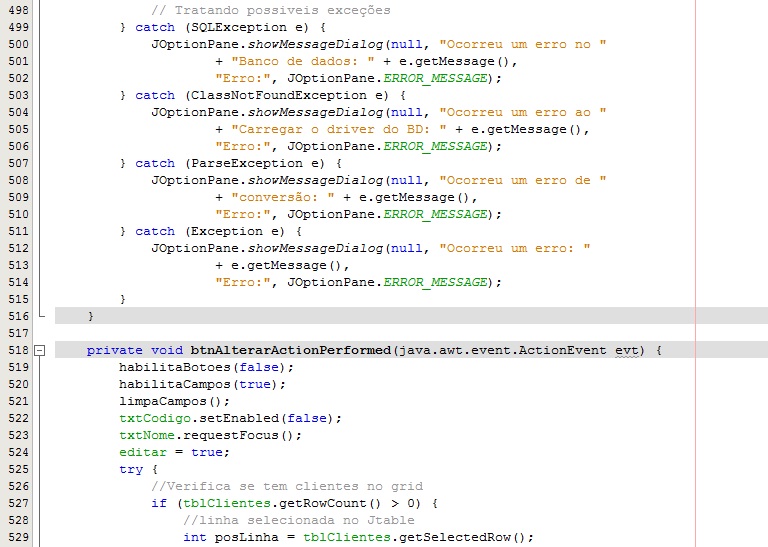 498 // Tratando possiveis exceções
499 } catch (SQLException e) {
500 JOptionPane.showMessageDialog(null, "Ocorreu um erro no "
501 + "Banco de dados: " + e.getMessage(),
502 "Erro:", JOptionPane.ERROR_MESSAGE);
503 } catch (ClassNotFoundException e) {
504 JOptionPane.showMessageDialog(null, "Ocorreu um erro ao "
505 + "Carregar o driver do BD: " + e.getMessage(),
506 "Erro:", JOptionPane.ERROR_MESSAGE);
507 } catch (ParseException e) {
508 JOptionPane.showMessageDialog(null, "Ocorreu um erro de "
509 + "conversão: " + e.getMessage(),
510 "Erro:", JOptionPane.ERROR_MESSAGE);
511 } catch (Exception e) {
512 JOptionPane.showMessageDialog(null, "Ocorreu um erro: "
513 + e.getMessage(),
514 "Erro:", JOptionPane.ERROR_MESSAGE);
515 }
516 }
517
518 private void btnAlterarActionPerformed(java.awt.event.ActionEvent evt) {
519 habilitaBotoes(false);
520 habilitaCampos(true);
521 limpaCampos();
522 txtCodigo.setEnabled(false);
523 txtNome.requestFocus();
524 editar = true;
525 try {
526 //Verifica se tem clientes no grid
527 if (tblClientes.getRowCount() > 0) {
528 //linha selecionada no Jtable
529 int posLinha = tblClientes.getSelectedRow();